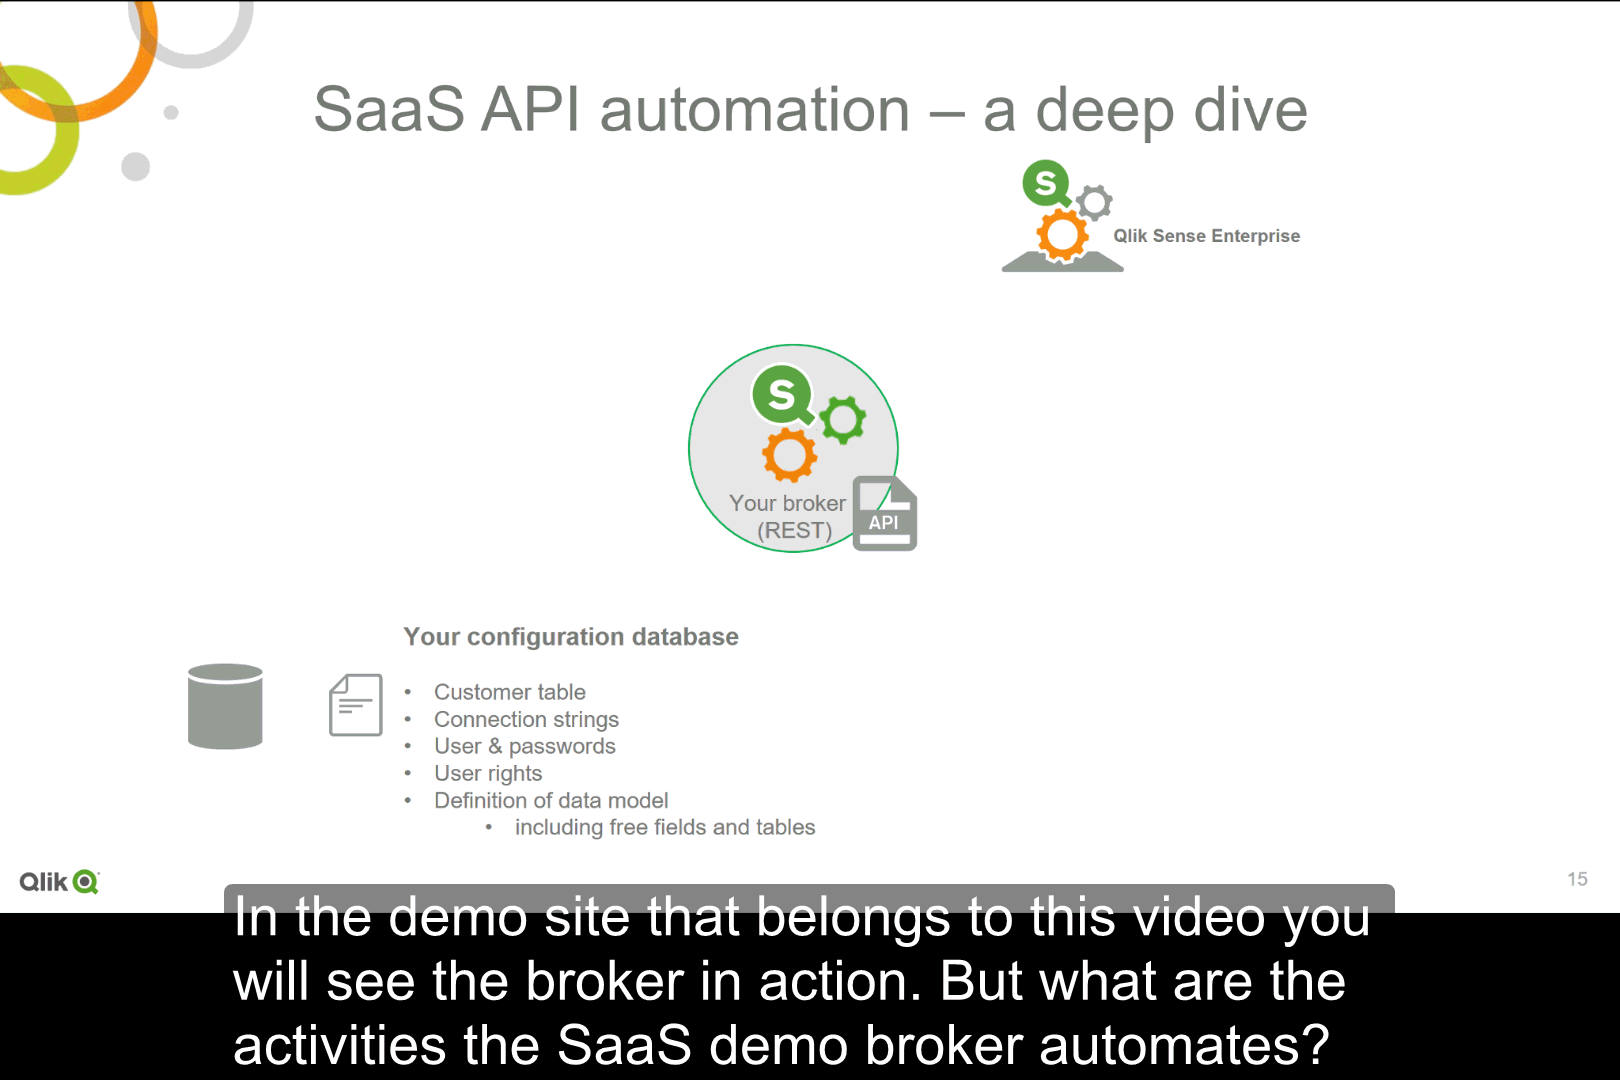 SaaS API automation – a deep dive
S
Qlik Sense Enterprise
S
Your broker
(REST)
API
Your configuration database
• Customer table
• Connection strings
• User & passwords
• User rights
• Definition of data model
• including free fields and tables
Qlik
15
In the demo site that belongs to this video you
will see the broker in action. But what are the
activities the SaaS demo broker automates?